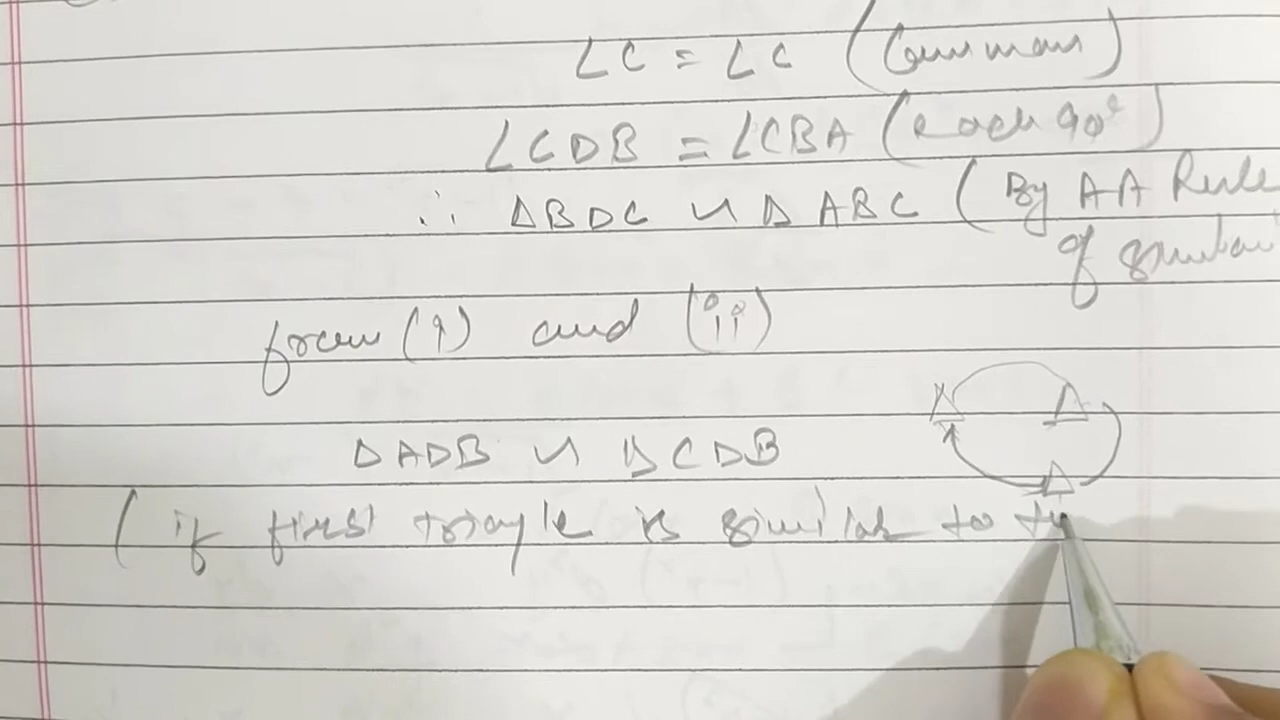 ∠C = ∠C (Common)
∠CDB = ∠CBA (each 90°)
∴ ΔBDC ∼ ΔABC (By AA Rule
of similar
from (i) and (ii)
ΔADB ∼ ΔCDB
(if first triangle is similar to